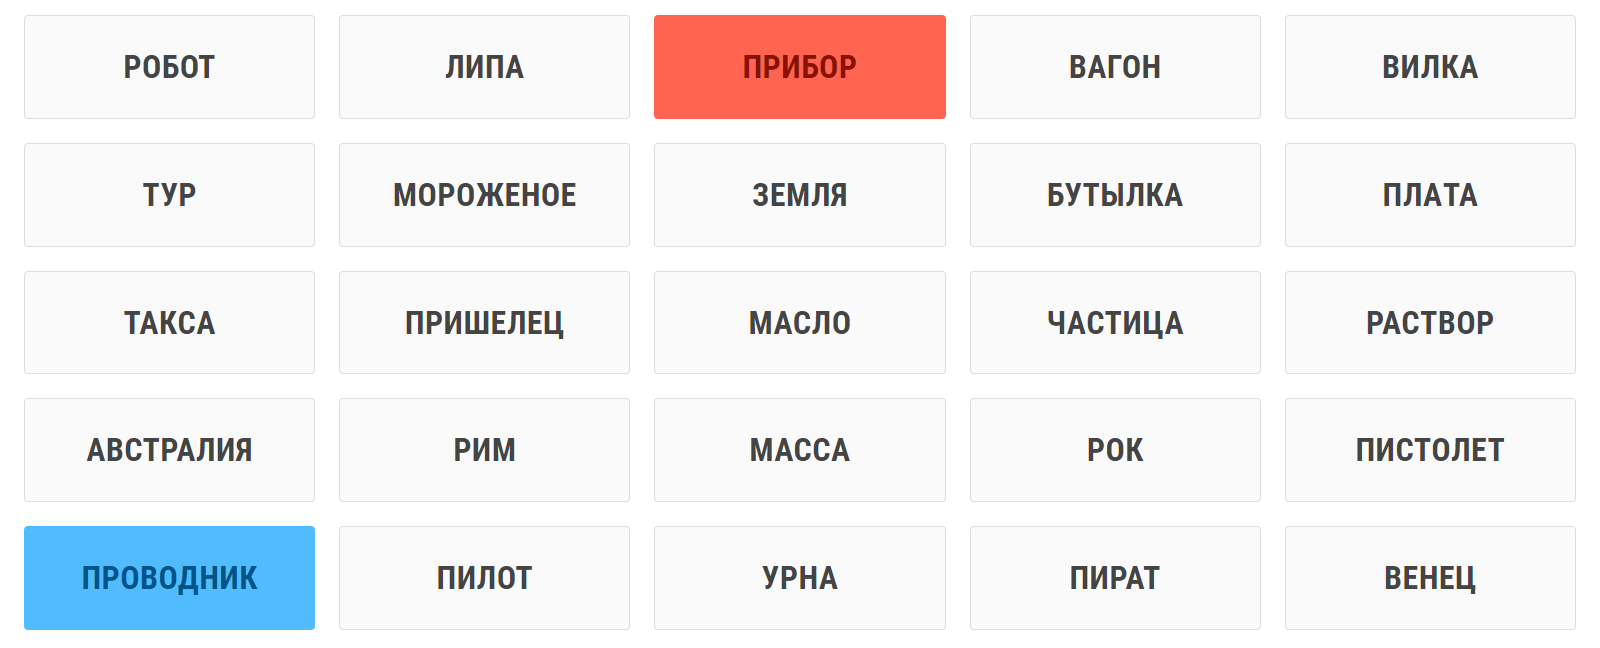 РОБОТ ЛИПА ПРИБОР ВАГОН ВИЛКА
ТУР МОРОЖЕНОЕ ЗЕМЛЯ БУТЫЛКА ПЛАТА
ТАКСА ПРИШЕЛЕЦ МАСЛО ЧАСТИЦА РАСТВОР
АВСТРАЛИЯ РИМ МАССА РОК ПИСТОЛЕТ
ПРОВОДНИК ПИЛОТ УРНА ПИРАТ ВЕНЕЦ